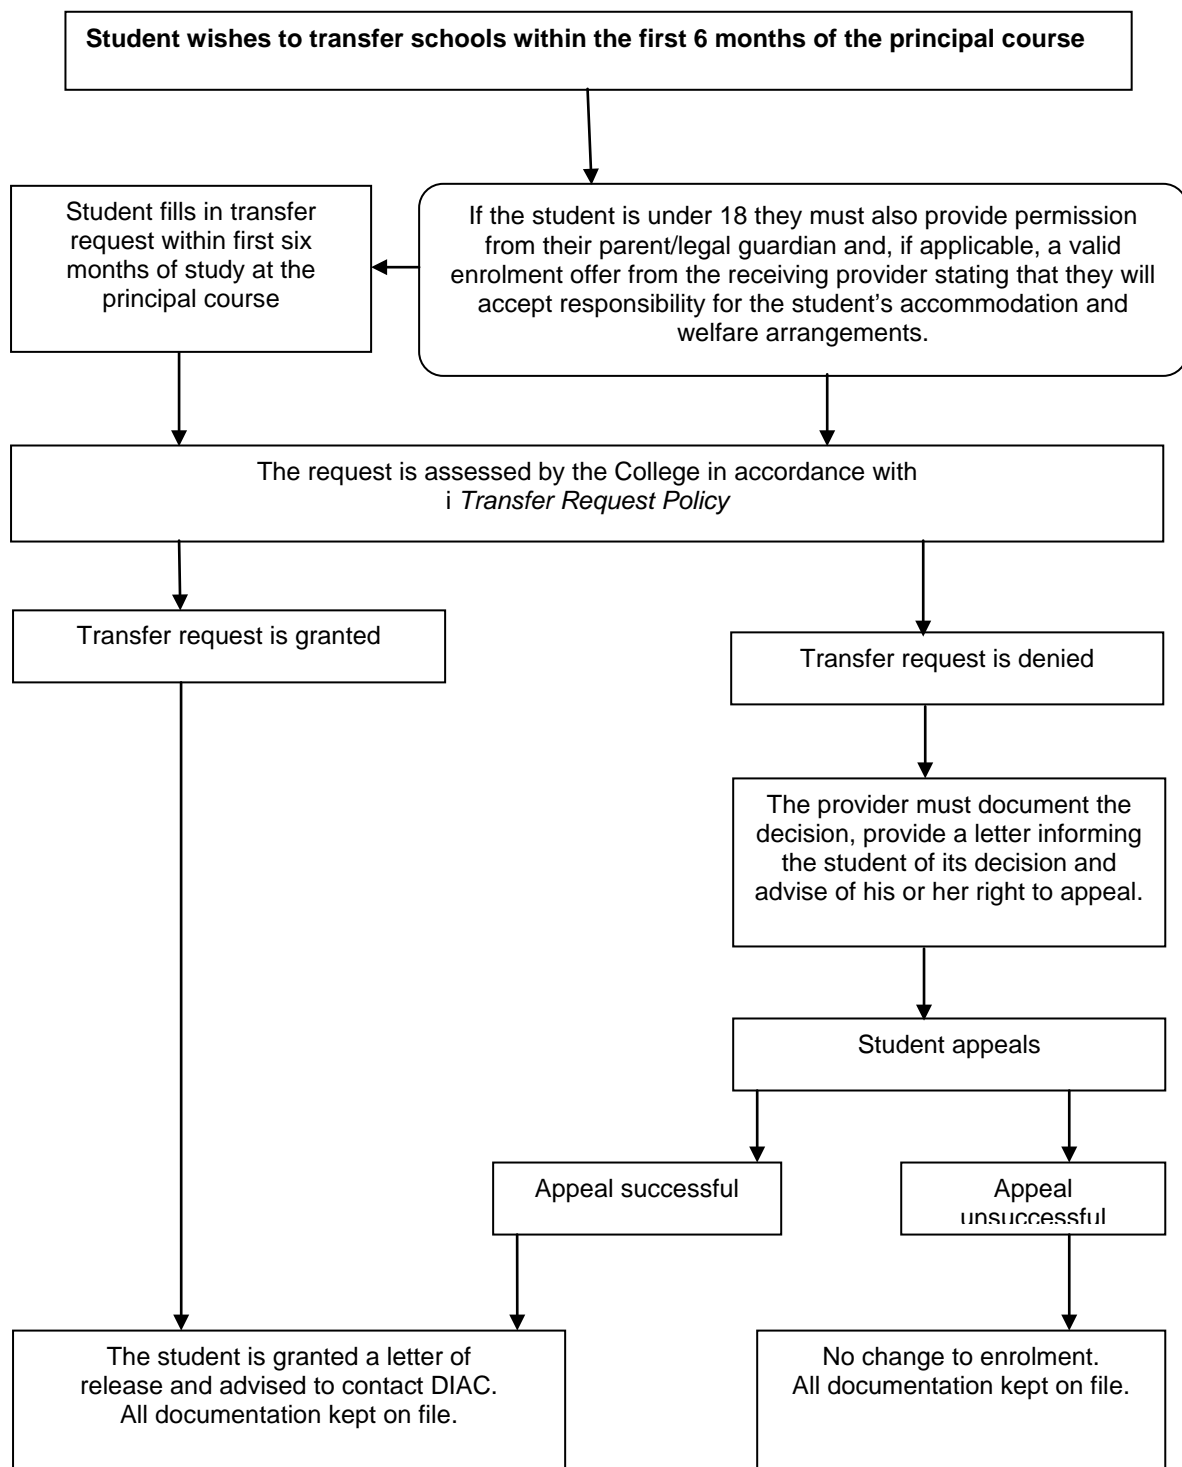 Student wishes to transfer schools within the first 6 months of the principal course
Student fills in transfer
request within first six
months of study at the
principal course
If the student is under 18 they must also provide permission
from their parent/legal guardian and, if applicable, a valid
enrolment offer from the receiving provider stating that they will
accept responsibility for the student’s accommodation and
welfare arrangements.
The request is assessed by the College in accordance with
i Transfer Request Policy
Transfer request is granted
Transfer request is denied
The provider must document the
decision, provide a letter informing
the student of its decision and
advise of his or her right to appeal.
Student appeals
Appeal successful
Appeal
unsuccessful
The student is granted a letter of
release and advised to contact DIAC.
All documentation kept on file.
No change to enrolment.
All documentation kept on file.